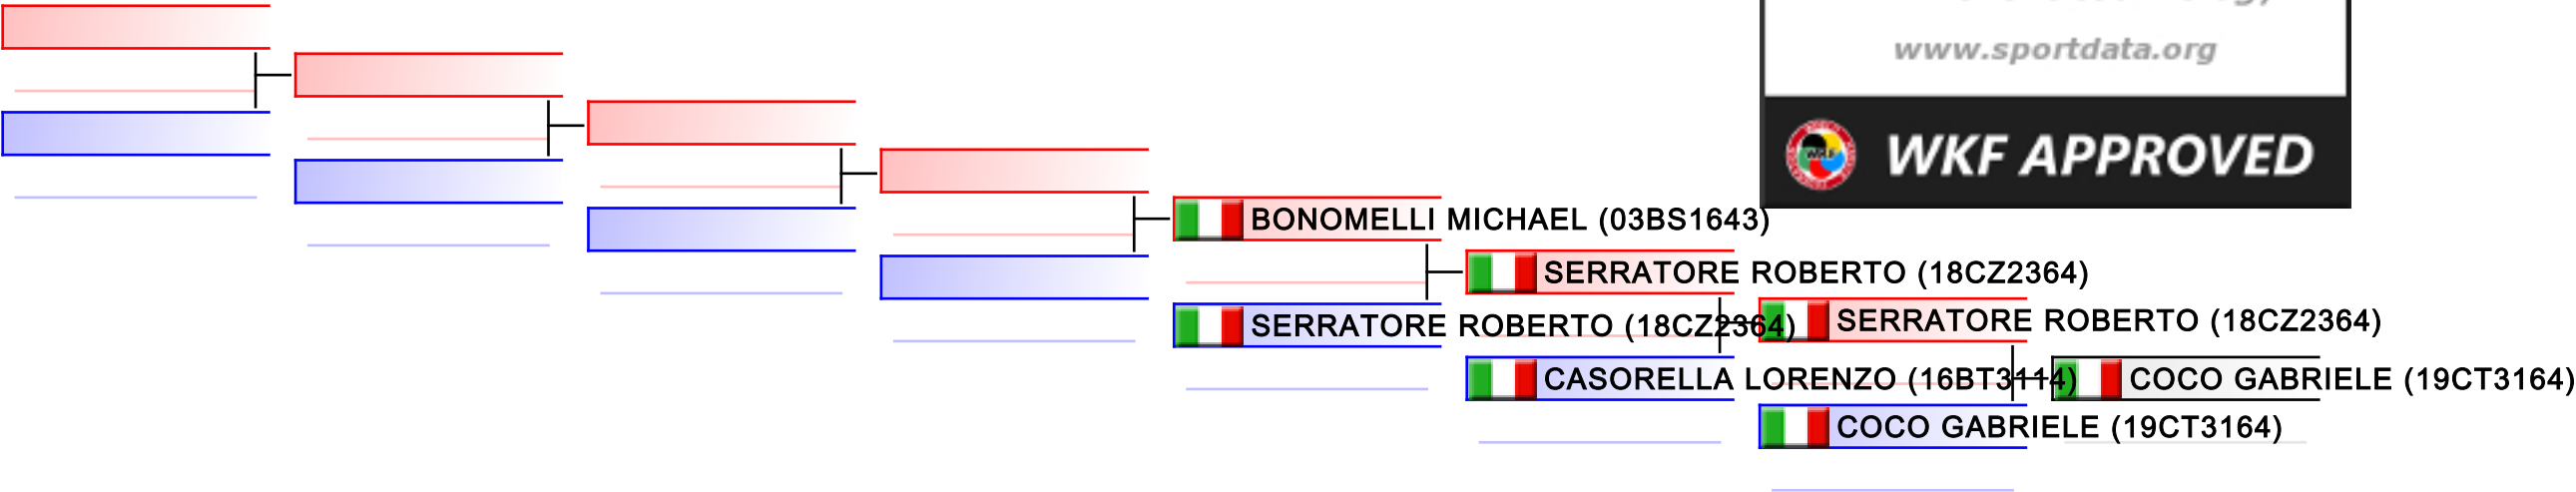 www.sportdata.org
WKF APPROVED
BONOMELLI MICHAEL (03BS1643)
SERRATORE ROBERTO (18CZ2364)
SERRATORE ROBERTO (18CZ2364)
SERRATORE ROBERTO (18CZ2364)
CASORELLA LORENZO (16BT3114)
COCO GABRIELE (19CT3164)
COCO GABRIELE (19CT3164)